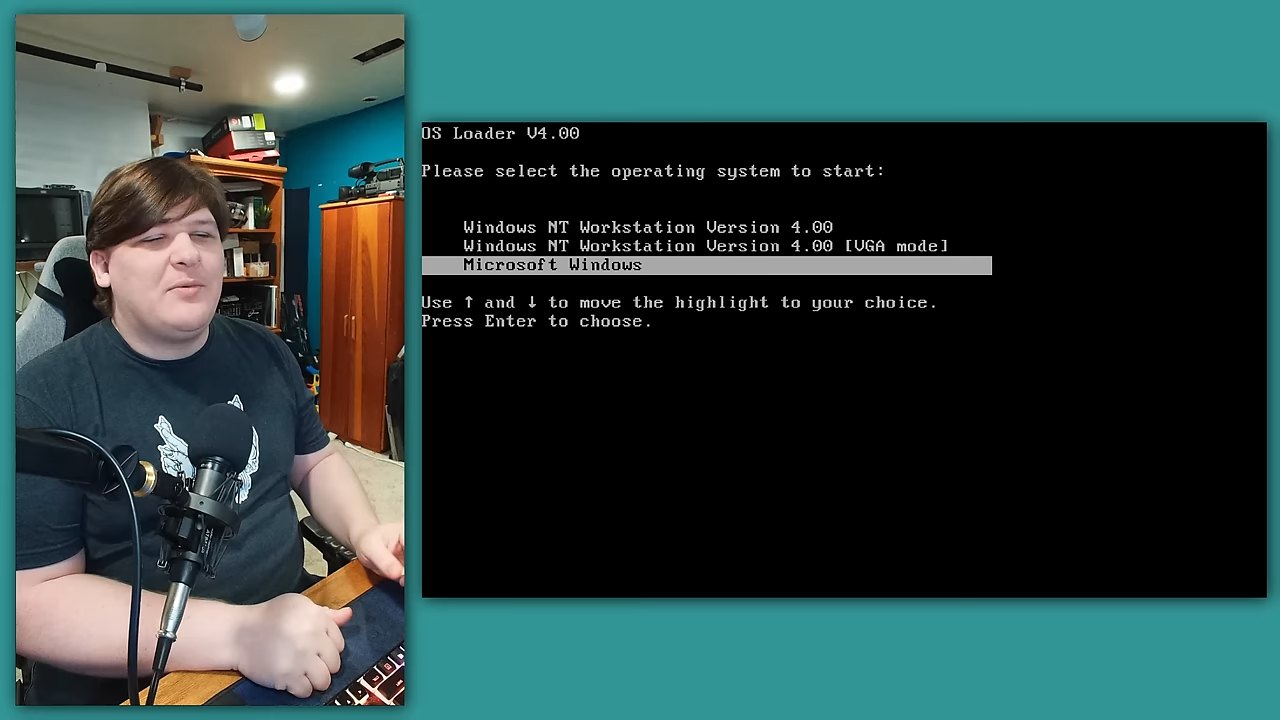 OS Loader V4.00
Please select the operating system to start:
Windows NT Workstation Version 4.00
Windows NT Workstation Version 4.00 [VGA mode]
Microsoft Windows
Use ↑ and ↓ to move the highlight to your choice.
Press Enter to choose.